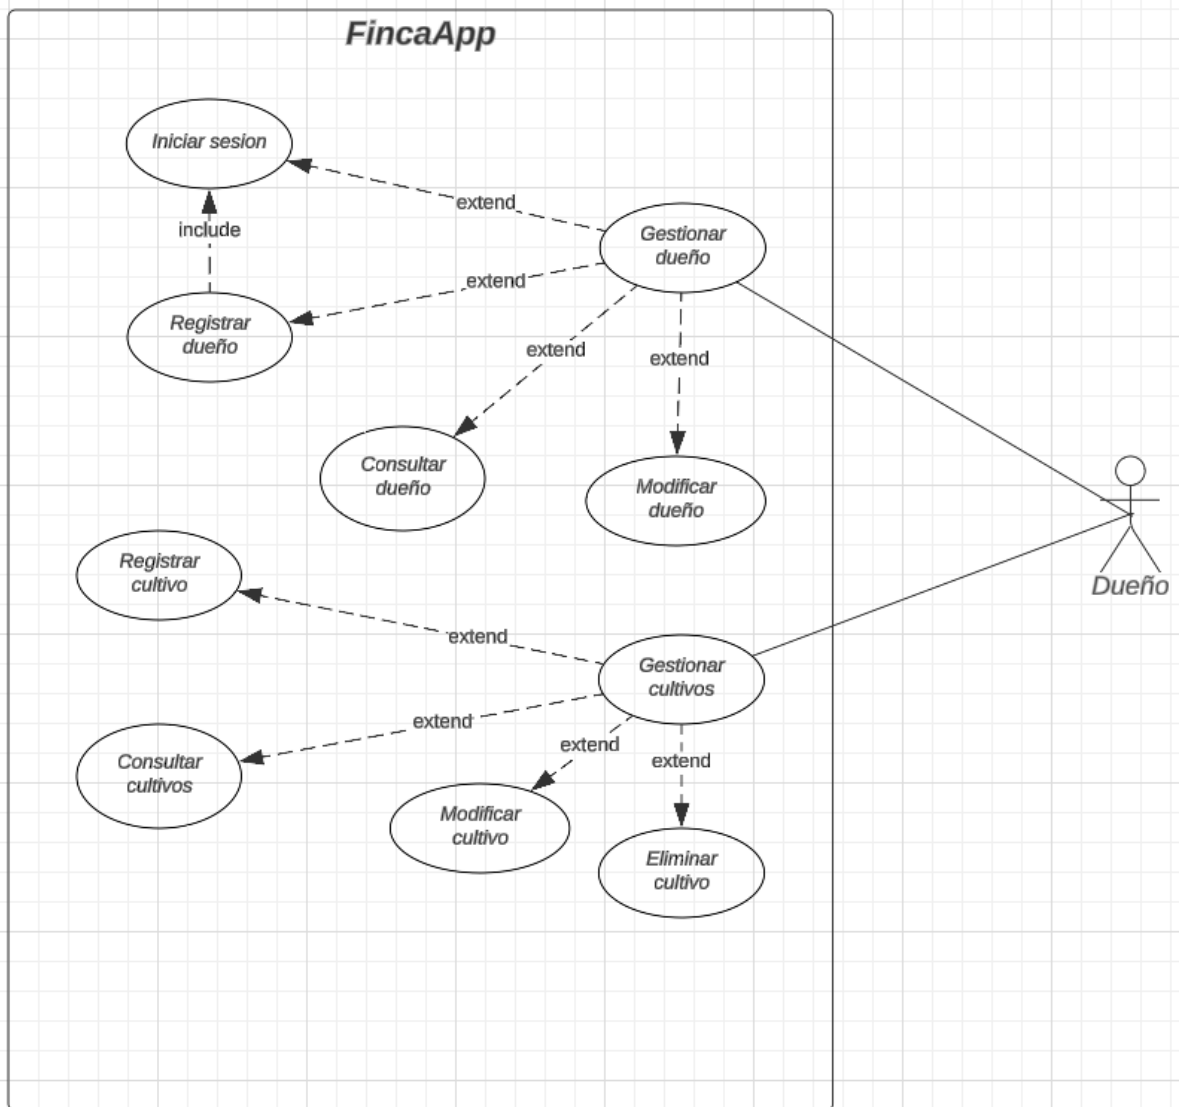 FincaApp
Iniciar sesion
extend
include
Gestionar
dueño
extend
Registrar
dueño
extend
extend
Consultar
dueño
Modificar
dueño
Dueño
Registrar
cultivo
extend
Gestionar
cultivos
extend
extend
extend
Consultar
cultivos
Modificar
cultivo
Eliminar
cultivo